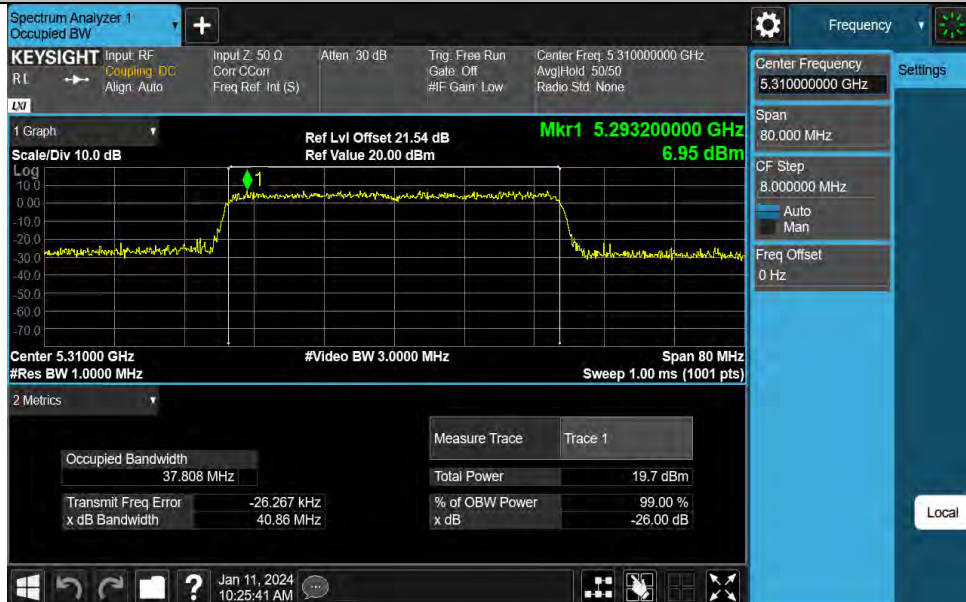 Spectrum Analyzer 1
Occupied BW
Frequency
KEYSIGHT
Input: RF
Coupling: DC
Align: Auto
Input Z: 50 Ω
Corr CCorr
Freq Ref: Int (S)
Atten: 30 dB
Trig: Free Run
Gate: Off
#IF Gain: Low
Center Freq: 5.310000000 GHz
Avg|Hold: 50/50
Radio Std: None
LXI
Center Frequency
5.310000000 GHz
Settings
Span
80.000 MHz
CF Step
8.000000 MHz
Auto
Man
Freq Offset
0 Hz
1 Graph
Scale/Div 10.0 dB
Ref Lvl Offset 21.54 dB
Ref Value 20.00 dBm
Mkr1 5.293200000 GHz
6.95 dBm
Log
10.0
0.00
-10.0
-20.0
-30.0
-40.0
-50.0
-60.0
-70.0
1
Center 5.31000 GHz
#Res BW 1.0000 MHz
#Video BW 3.0000 MHz
Span 80 MHz
Sweep 1.00 ms (1001 pts)
2 Metrics
Measure Trace Trace 1
Occupied Bandwidth
37.808 MHz
Total Power 19.7 dBm
Transmit Freq Error -26.267 kHz
% of OBW Power 99.00 %
x dB Bandwidth 40.86 MHz
x dB -26.00 dB
Local
?
Jan 11, 2024
10:25:41 AM